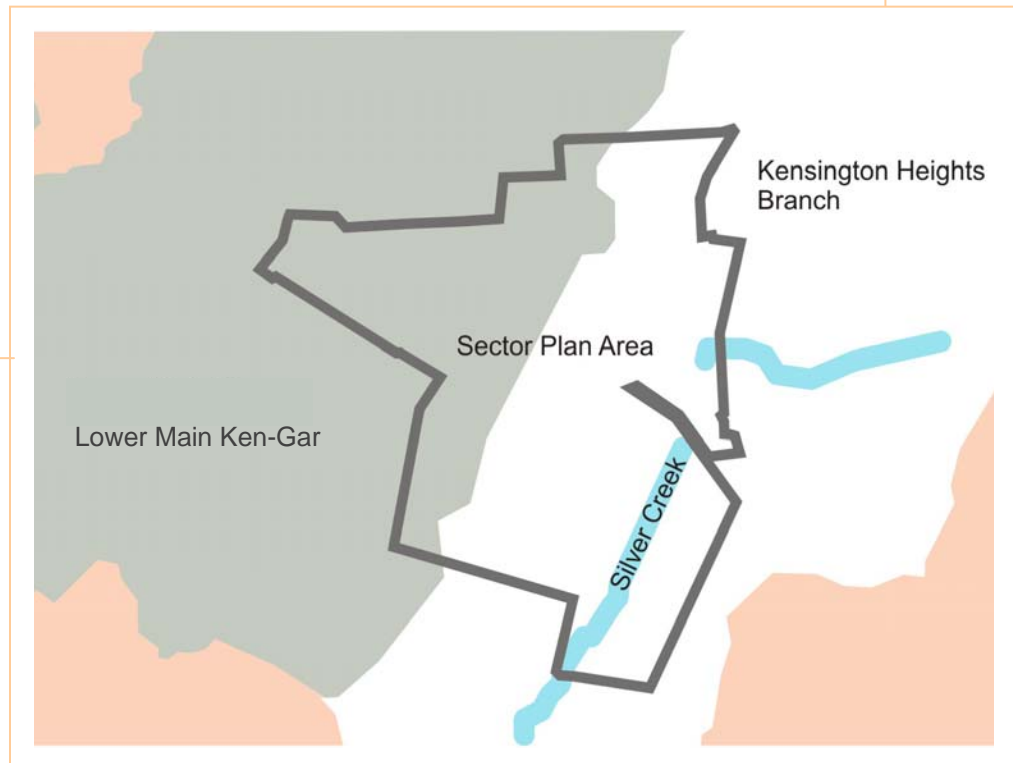 Kensington Heights
Branch
Sector Plan Area
Lower Main Ken-Gar
Silver Creek